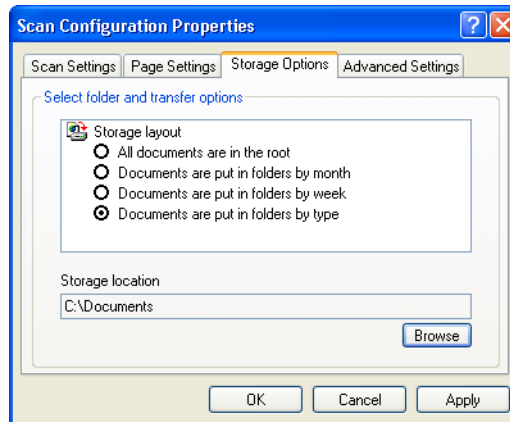 Scan Configuration Properties
Scan Settings Page Settings Storage Options Advanced Settings
Select folder and transfer options
Storage layout
All documents are in the root
Documents are put in folders by month
Documents are put in folders by week
Documents are put in folders by type
Storage location
C:\Documents
Browse
OK Cancel Apply